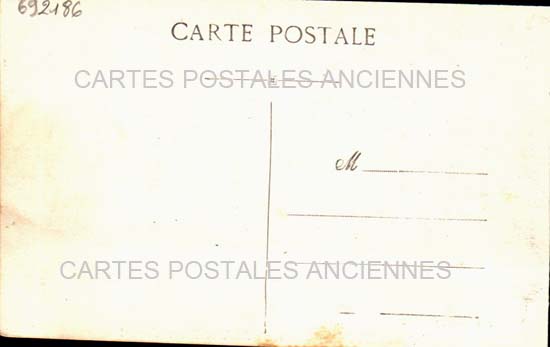 692186
CARTE POSTALE
CARTES POSTALES ANCIENNES
M
CARTES POSTALES ANCIENNES